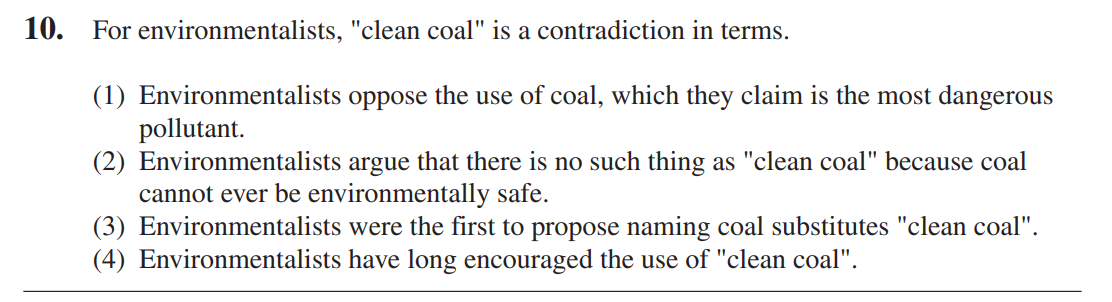 10. For environmentalists, "clean coal" is a contradiction in terms.
(1) Environmentalists oppose the use of coal, which they claim is the most dangerous
pollutant.
(2) Environmentalists argue that there is no such thing as "clean coal" because coal
cannot ever be environmentally safe.
(3) Environmentalists were the first to propose naming coal substitutes "clean coal".
(4) Environmentalists have long encouraged the use of "clean coal".